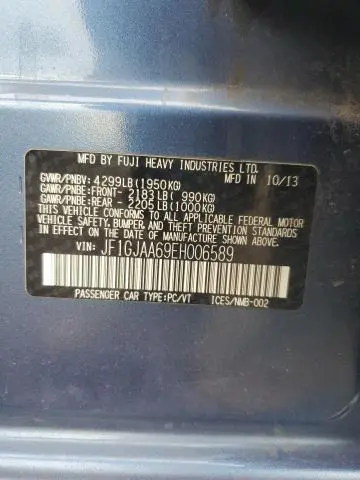 MFD BY FUJI HEAVY INDUSTRIES LTD. 10/13
GVWR/PNBV: 4299LB(1950KG)
GAWR/PNBE:FRONT- 2183LB( 990KG)
GAWR/PNBE:REAR - 2205LB(1000KG)
THIS VEHICLE CONFORMS TO ALL APPLICABLE FEDERAL MOTOR
VEHICLE SAFETY,BUMPER, AND THEFT PREVENTION STANDARDS
IN EFFECT ON THE DATE OF MANUFACTURE SHOWN ABOVE.
VIN: JF1GJAA69EH006589
PASSENGER CAR TYPE:PC/VT ICES/NMB-002